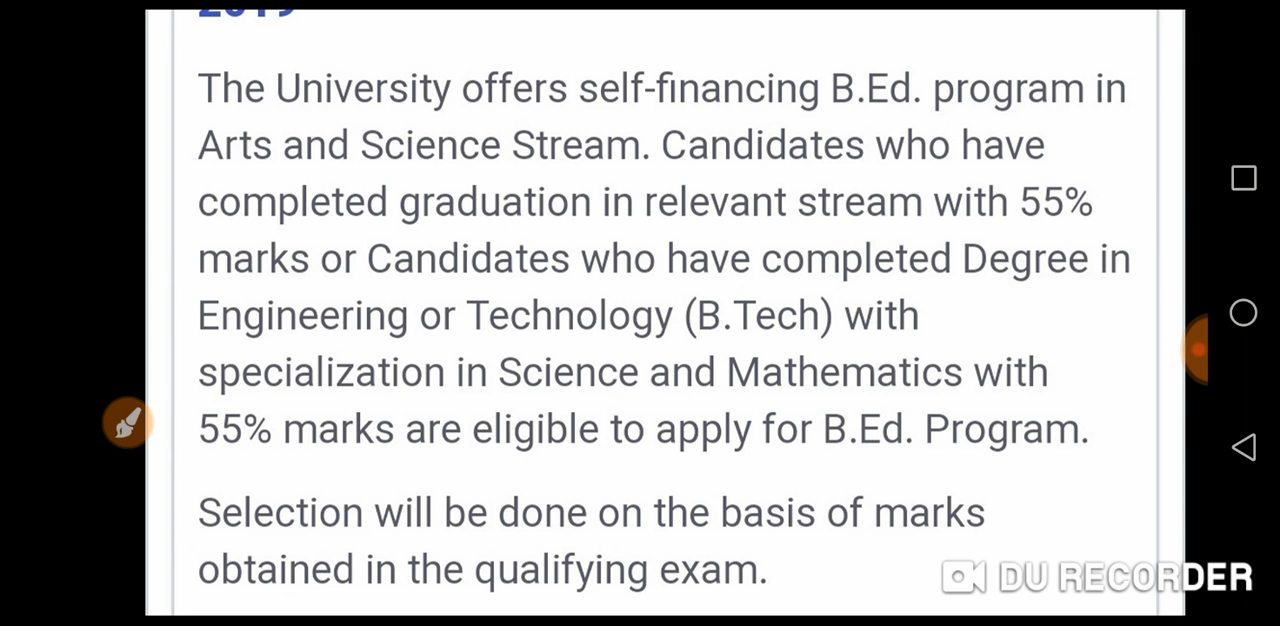 The University offers self-financing B.Ed. program in
Arts and Science Stream. Candidates who have
completed graduation in relevant stream with 55%
marks or Candidates who have completed Degree in
Engineering or Technology (B.Tech) with
specialization in Science and Mathematics with
55% marks are eligible to apply for B.Ed. Program.
Selection will be done on the basis of marks
obtained in the qualifying exam.
DU RECORDER